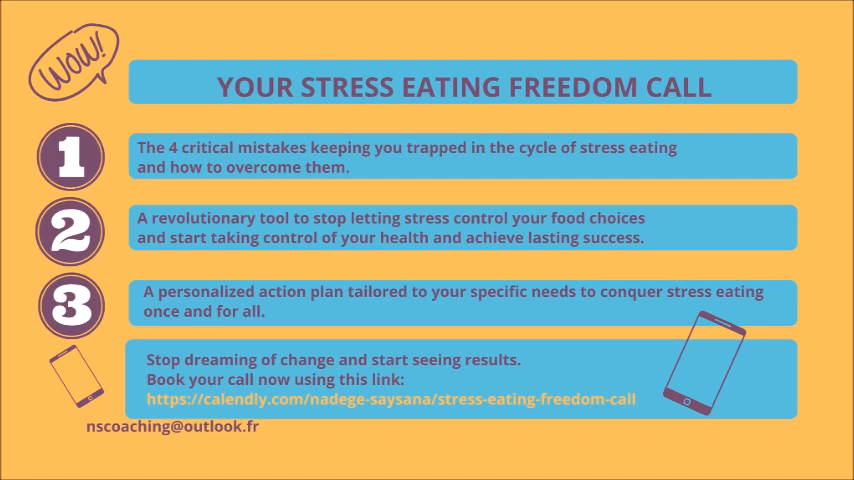 WOW!
YOUR STRESS EATING FREEDOM CALL
1
The 4 critical mistakes keeping you trapped in the cycle of stress eating
and how to overcome them.
2
A revolutionary tool to stop letting stress control your food choices
and start taking control of your health and achieve lasting success.
3
A personalized action plan tailored to your specific needs to conquer stress eating
once and for all.
Stop dreaming of change and start seeing results.
Book your call now using this link:
https://calendly.com/nadege-saysana/stress-eating-freedom-call
nscoaching@outlook.fr